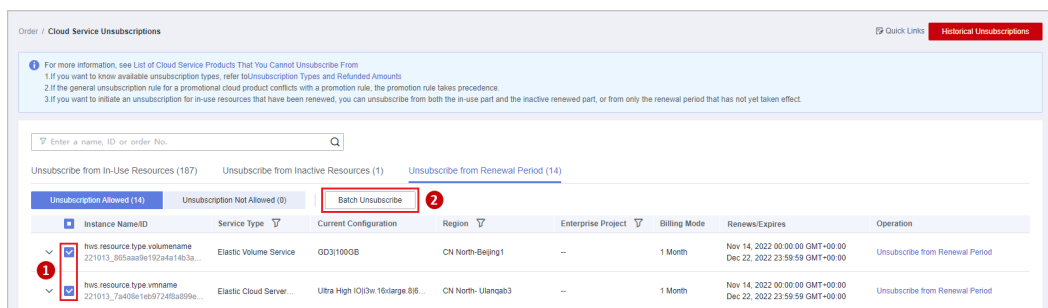 Order / Cloud Service Unsubscriptions
Quick Links
Historical Unsubscriptions
For more information, see List of Cloud Service Products That You Cannot Unsubscribe From
1.If you want to know available unsubscription types, refer toUnsubscription Types and Refunded Amounts
2.If the general unsubscription rule for a promotional cloud product conflicts with a promotion rule, the promotion rule takes precedence.
3.If you want to initiate an unsubscription for in-use resources that have been renewed, you can unsubscribe from both the in-use part and the inactive renewed part, or from only the renewal period that has not yet taken effect.
Enter a name, ID or order No.
Unsubscribe from In-Use Resources (187) Unsubscribe from Inactive Resources (1) Unsubscribe from Renewal Period (14)
Unsubscription Allowed (14) Unsubscription Not Allowed (0) Batch Unsubscribe 2
Instance Name/ID Service Type Current Configuration Region Enterprise Project Billing Mode Renews/Expires Operation
hws.resource.type.volumename
221013_865aaa9e192a4a14b3a...
Elastic Volume Service GD3|100GB CN North-Beijing1 -- 1 Month
Nov 14, 2022 00:00:00 GMT+00:00
Dec 22, 2022 23:59:59 GMT+00:00
Unsubscribe from Renewal Period
1
hws.resource.type.vmname
221013_7a408e1eb9724f8a899e...
Elastic Cloud Server... Ultra High IO|i3w.16xlarge.8|6... CN North- Ulanqab3 -- 1 Month
Nov 14, 2022 00:00:00 GMT+00:00
Dec 22, 2022 23:59:59 GMT+00:00
Unsubscribe from Renewal Period